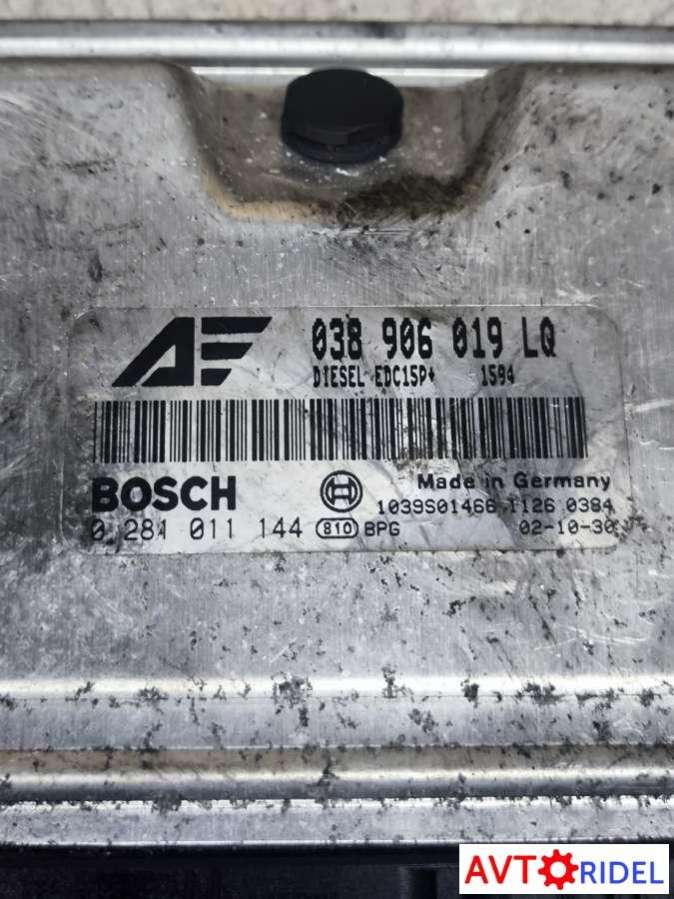 AF 038 906 019 LQ
DIESEL EDC15P+ 1594
BOSCH Made in Germany
1039S01466 1126 0384
0 281 011 144 810 BPG 02-10-30
AVTORIDEL